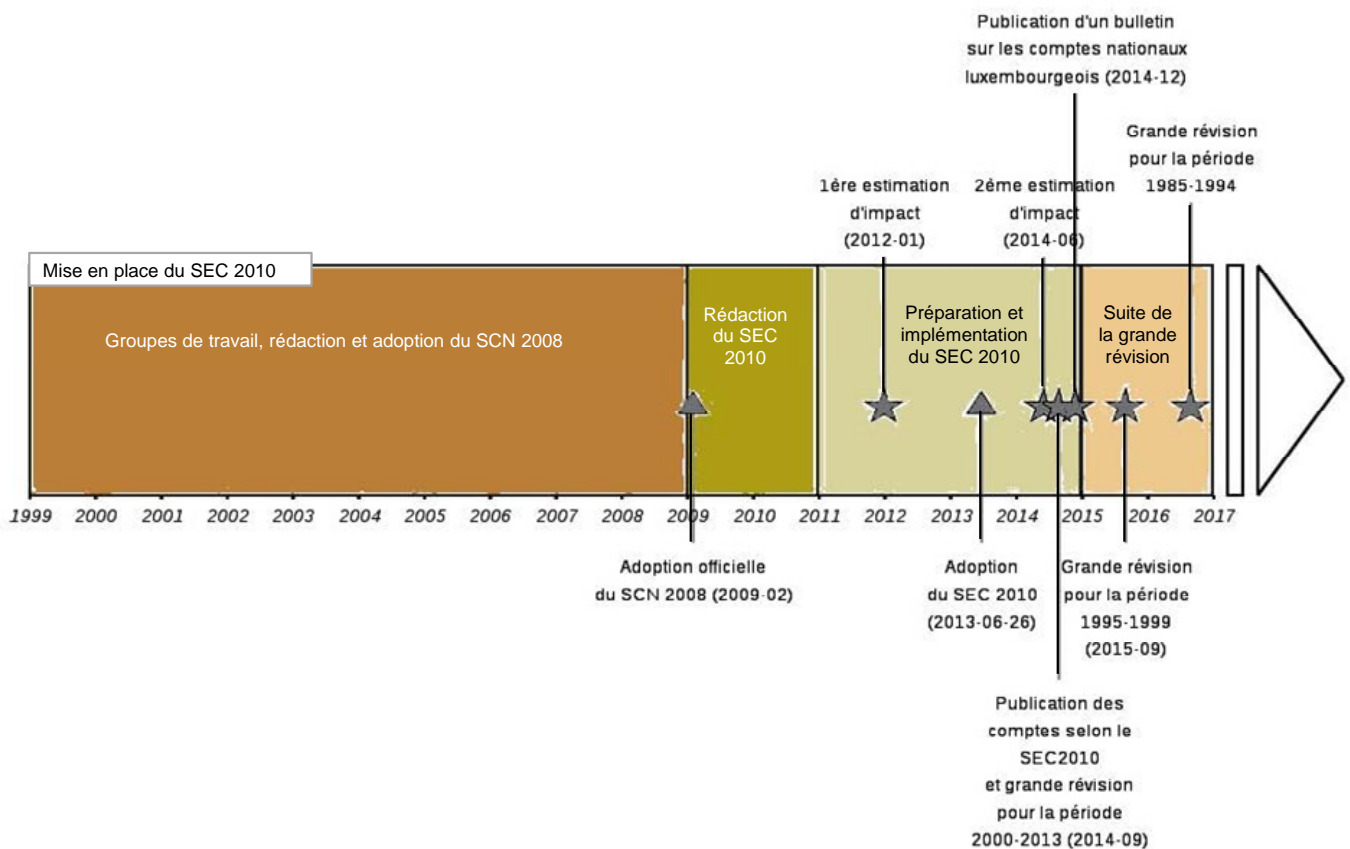 Publication d'un bulletin
sur les comptes nationaux
luxembourgeois (2014-12)
Grande révision
pour la période
1985-1994
1ère estimation
d'impact
(2012-01)
2ème estimation
d'impact
(2014-06)
Mise en place du SEC 2010
Groupes de travail, rédaction et adoption du SCN 2008
Rédaction
du SEC
2010
Préparation et
implémentation
du SEC 2010
Suite de
la grande
révision
1999 2000 2001 2002 2003 2004 2005 2006 2007 2008 2009 2010 2011 2012 2013 2014 2015 2016 2017
Adoption officielle
du SCN 2008 (2009-02)
Adoption
du SEC 2010
(2013-06-26)
Grande révision
pour la période
1995-1999
(2015-09)
Publication des
comptes selon le
SEC2010
et grande révision
pour la période
2000-2013 (2014-09)